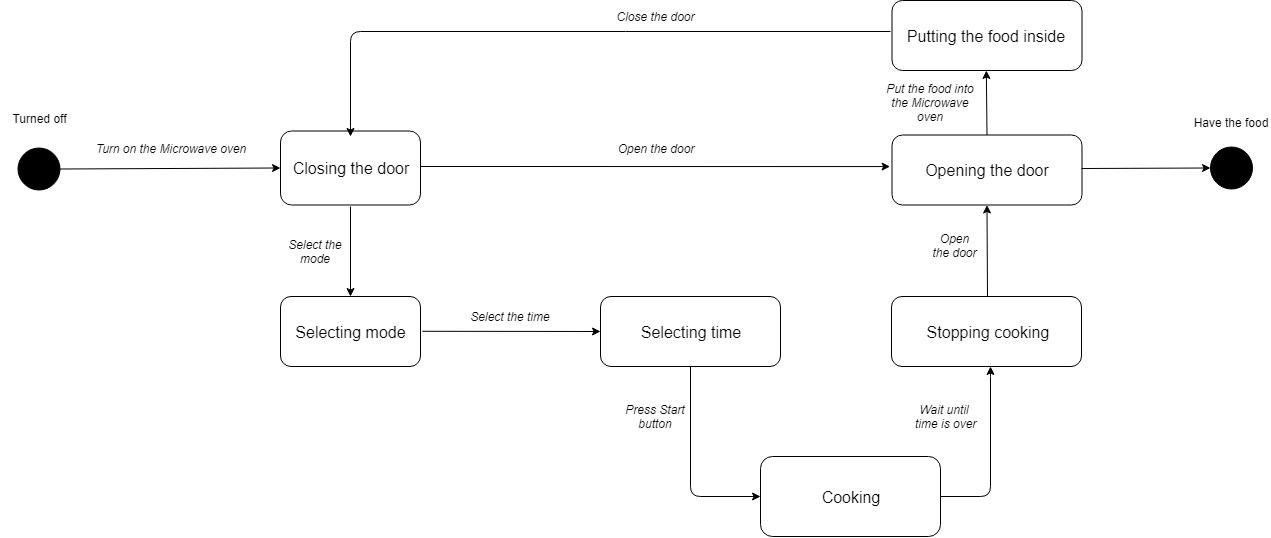 Close the door
Putting the food inside
Put the food into
the Microwave
oven
Turned off
Have the food
Turn on the Microwave oven
Closing the door
Open the door
Opening the door
Select the
mode
Open
the door
Selecting mode
Select the time
Selecting time
Stopping cooking
Press Start
button
Wait until
time is over
Cooking